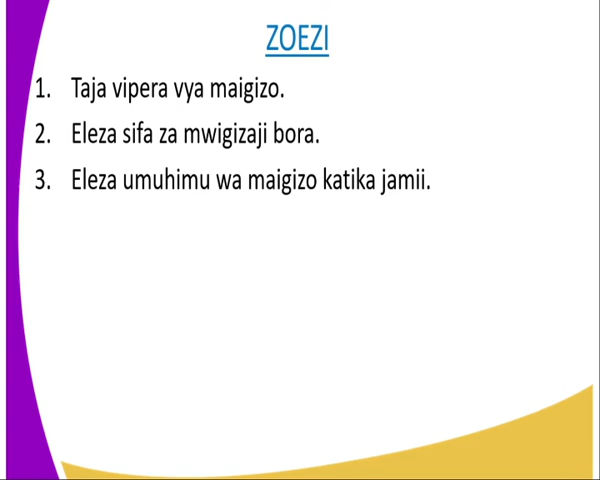 ZOEZI
1. Taja vipera vya maigizo.
2. Eleza sifa za mwigizaji bora.
3. Eleza umuhimu wa maigizo katika jamii.